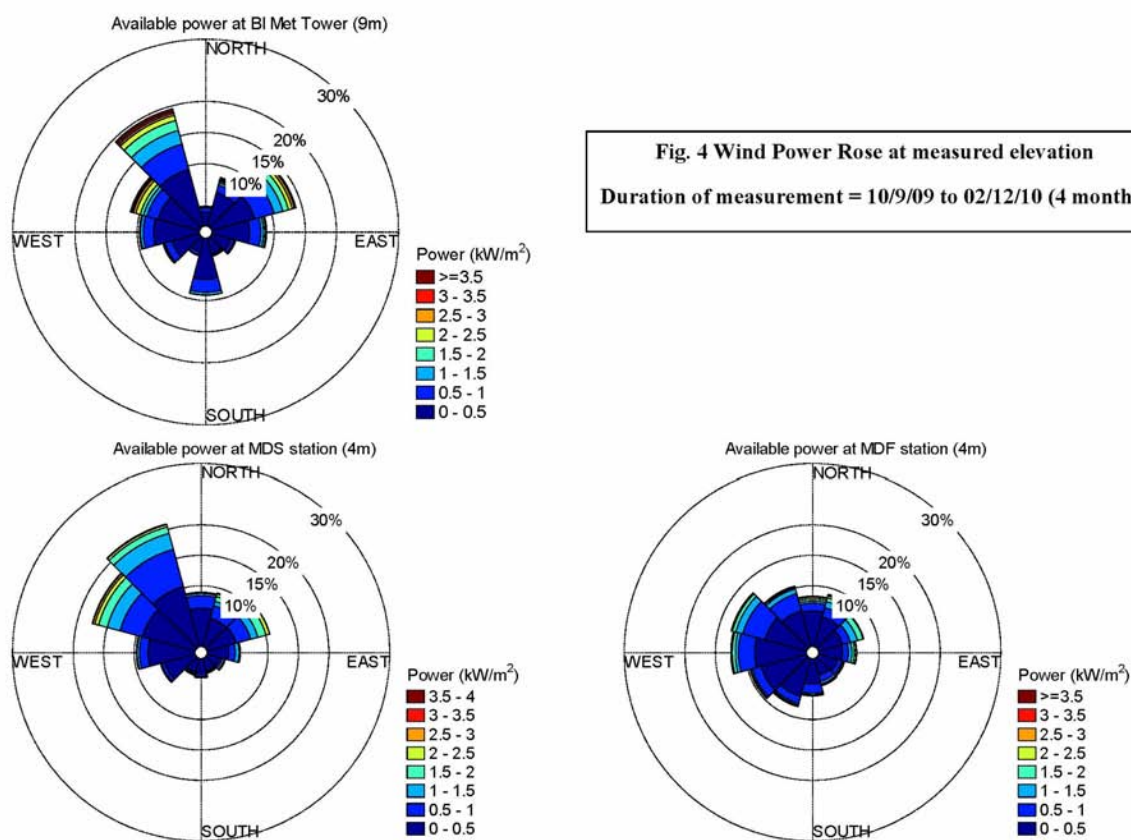 Available power at BI Met Tower (9m)
NORTH
30%
20%
15%
10%
WEST
EAST
SOUTH
Power (kW/m²)
>=3.5
3 - 3.5
2.5 - 3
2 - 2.5
1.5 - 2
1 - 1.5
0.5 - 1
0 - 0.5
Fig. 4 Wind Power Rose at measured elevation
Duration of measurement = 10/9/09 to 02/12/10 (4 month
Available power at MDS station (4m)
NORTH
30%
20%
15%
10%
WEST
EAST
SOUTH
Power (kW/m²)
3.5 - 4
3 - 3.5
2.5 - 3
2 - 2.5
1.5 - 2
1 - 1.5
0.5 - 1
0 - 0.5
Available power at MDF station (4m)
NORTH
30%
20%
15%
10%
WEST
EAST
SOUTH
Power (kW/m²)
>=3.5
3 - 3.5
2.5 - 3
2 - 2.5
1.5 - 2
1 - 1.5
0.5 - 1
0 - 0.5